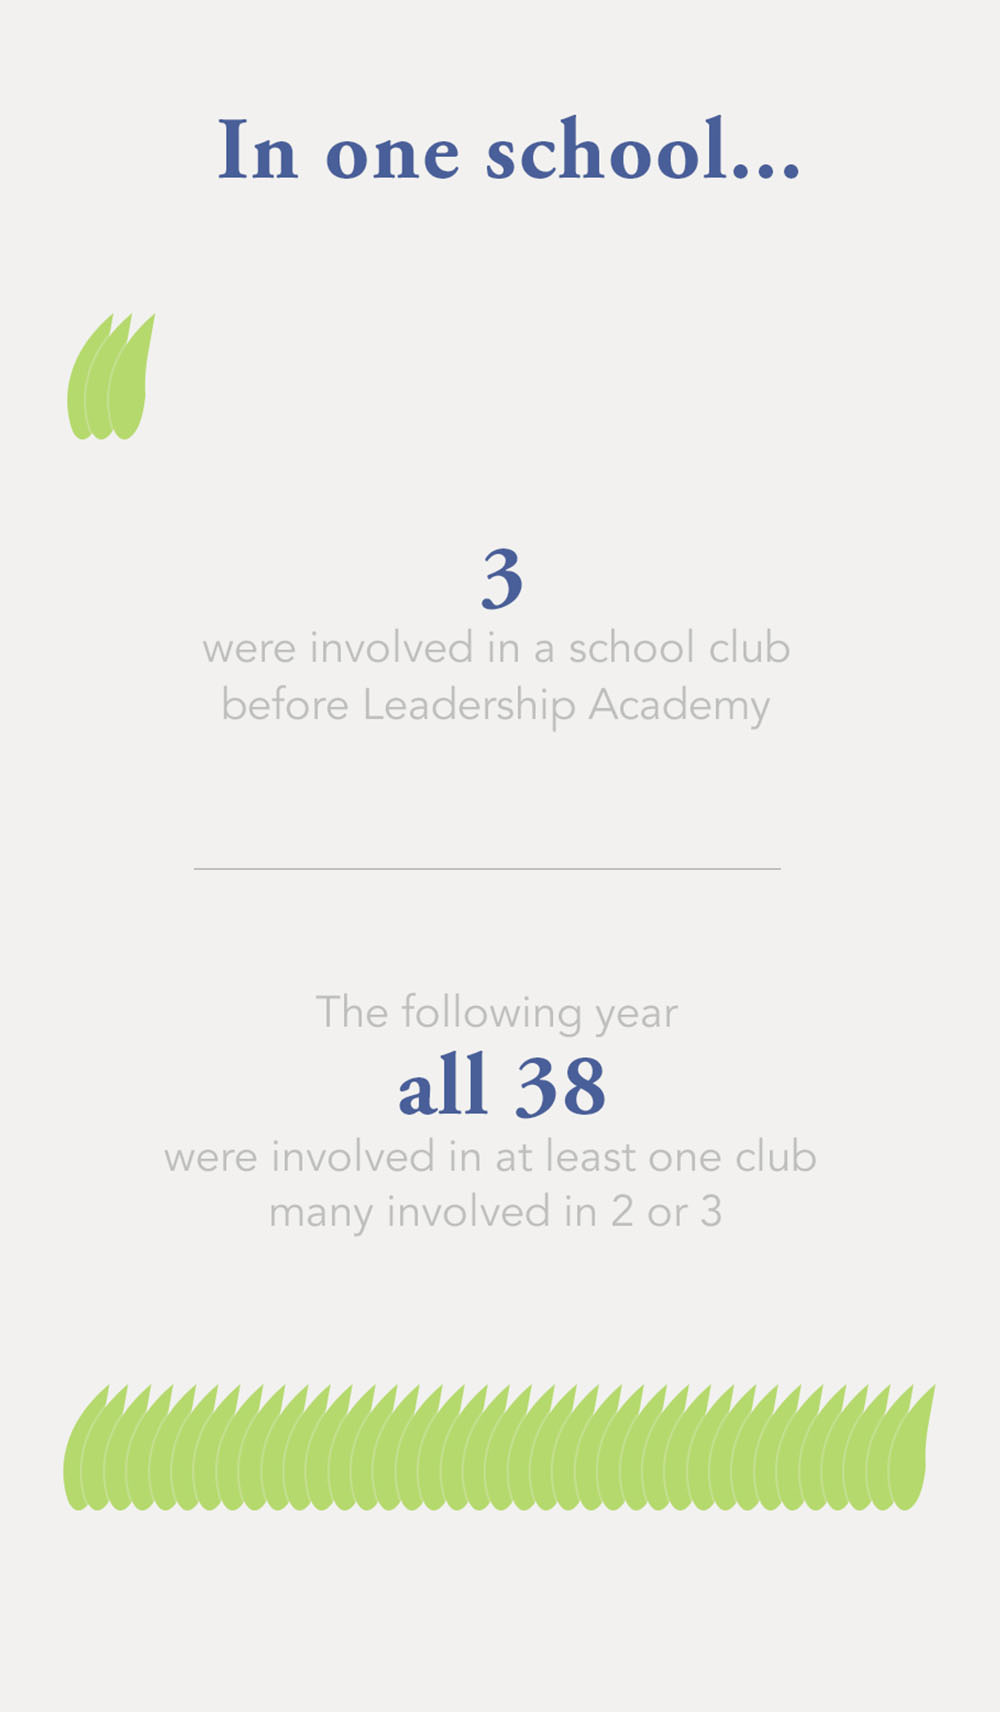 In one school...
3
were involved in a school club
before Leadership Academy
The following year
all 38
were involved in at least one club
many involved in 2 or 3